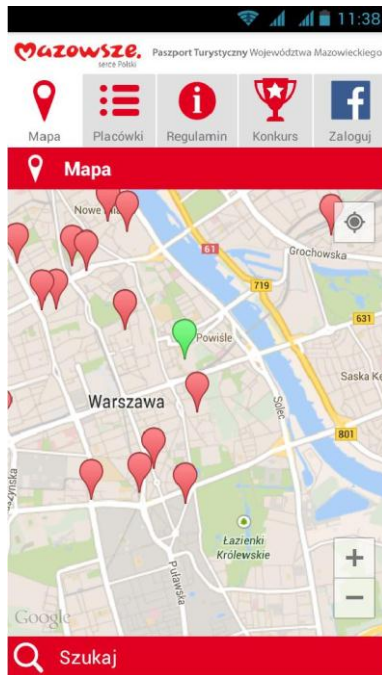 11:38
Mazowsze.
serce Polski
Paszport Turystyczny Województwa Mazowieckiego
Mapa
Placówki
Regulamin
Konkurs
Zaloguj
Mapa
61
Grochowska
719
631
Powiśle
Saska
Warszawa
Solec
801
Łazienki
Królewskie
Puławska
Google
Szukaj